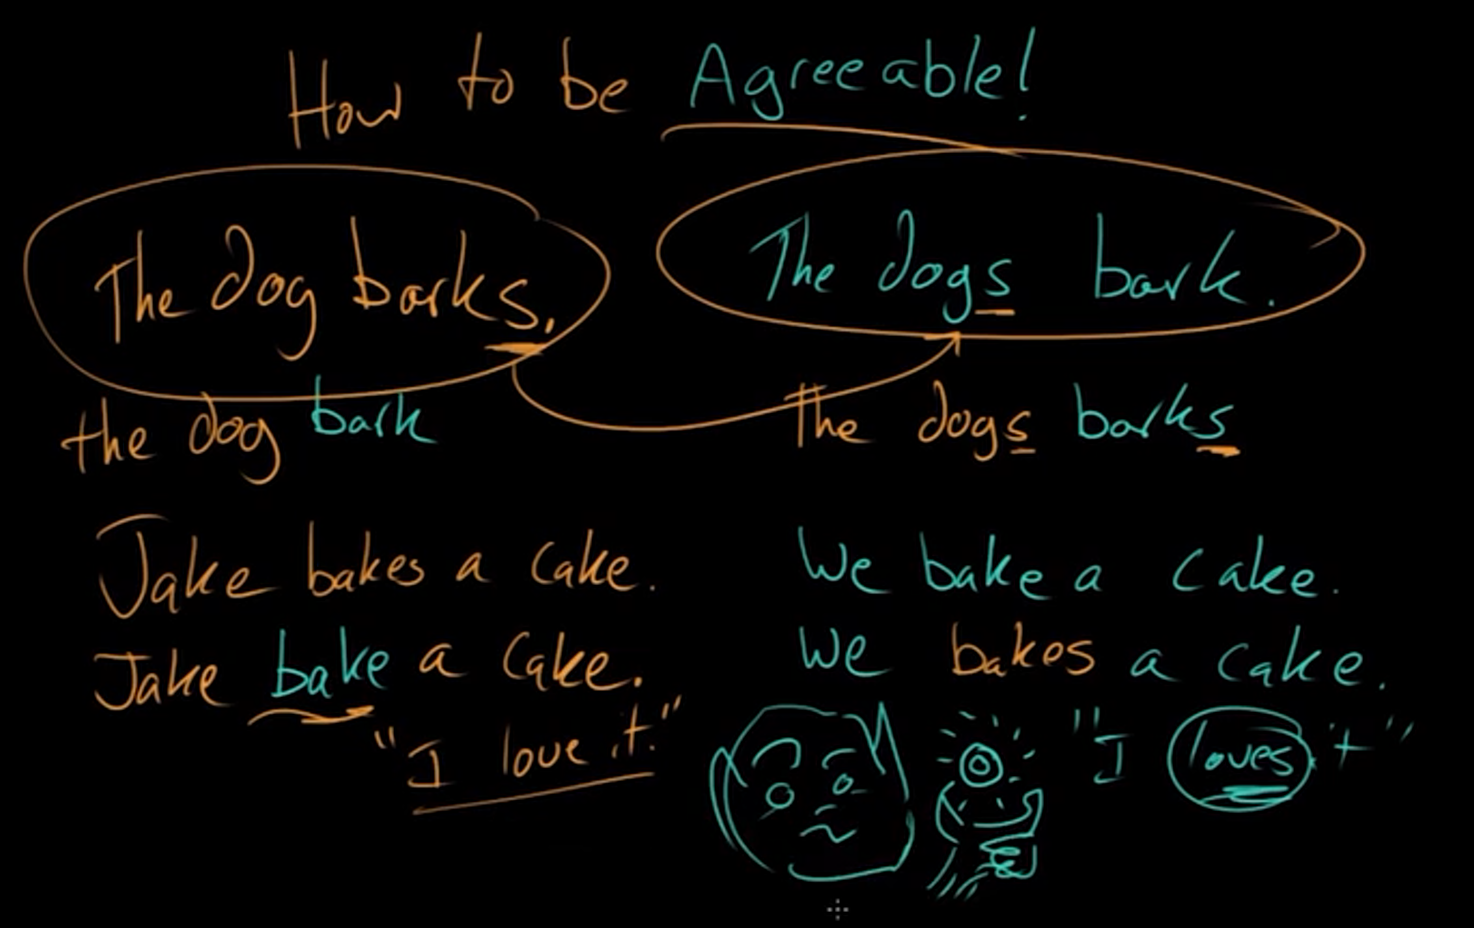 How to be Agreeable!
The dog barks.
The dogs bark.
the dog bark
The dogs barks
Jake bakes a cake.
We bake a cake.
Jake bake a cake.
We bakes a cake.
"I love it."
"I loves it"